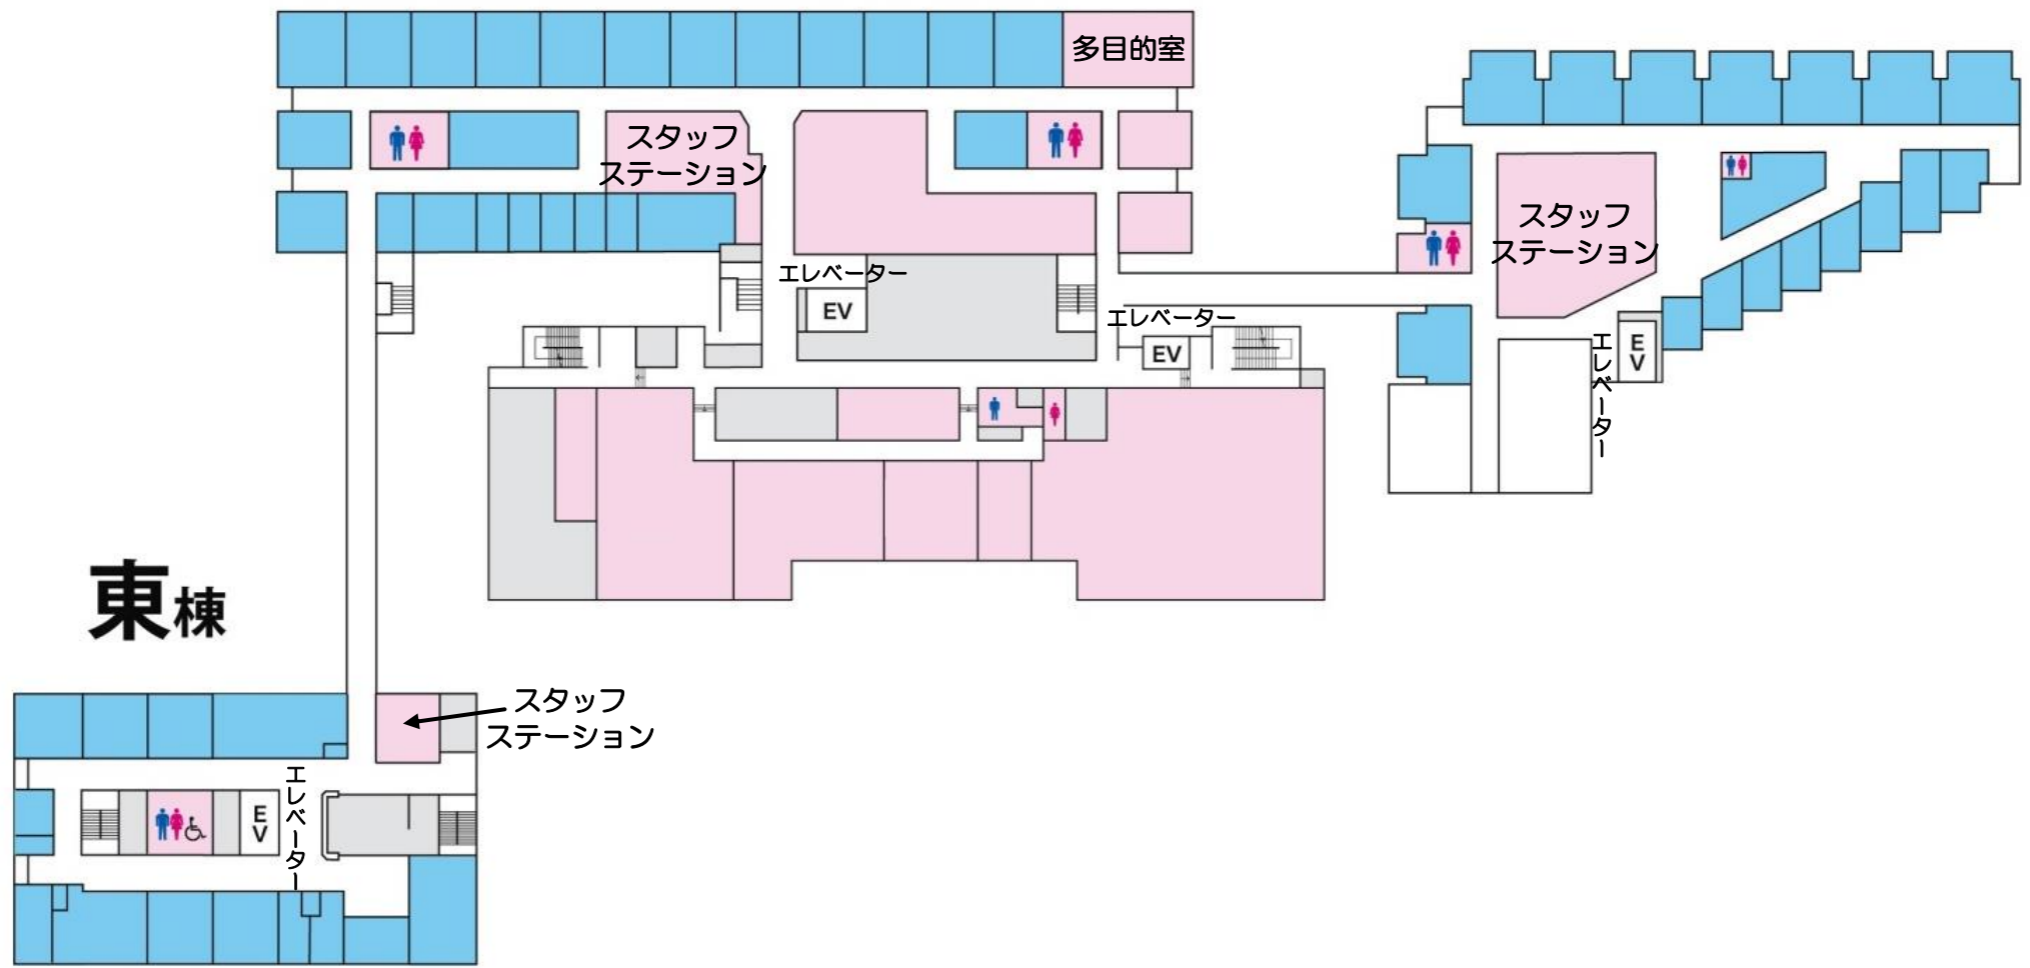 多目的室
スタッフ
ステーション
スタッフ
ステーション
エレベーター
EV
エレベーター
EV
エレベーター
EV
東棟
スタッフ
ステーション
エレベーター
EV